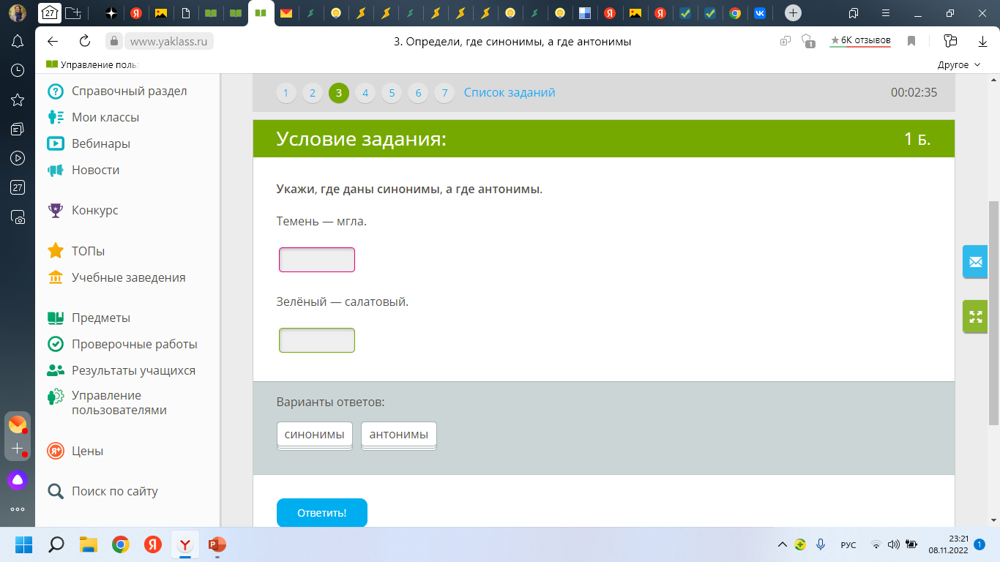 27
www.yaklass.ru
3. Определи, где синонимы, а где антонимы
1
★ 6К отзывов
Управление поль
Другое
27
Справочный раздел
Мои классы
Вебинары
Новости
Конкурс
ТОПы
Учебные заведения
Предметы
Проверочные работы
Результаты учащихся
Управление
пользователями
Цены
Поиск по сайту
1 2 3 4 5 6 7 Список заданий 00:02:35
Условие задания: 1 Б.
Укажи, где даны синонимы, а где антонимы.
Темень — мгла.
Зелёный — салатовый.
Варианты ответов:
синонимы антонимы
Ответить!
РУС
23:21
08.11.2022
1